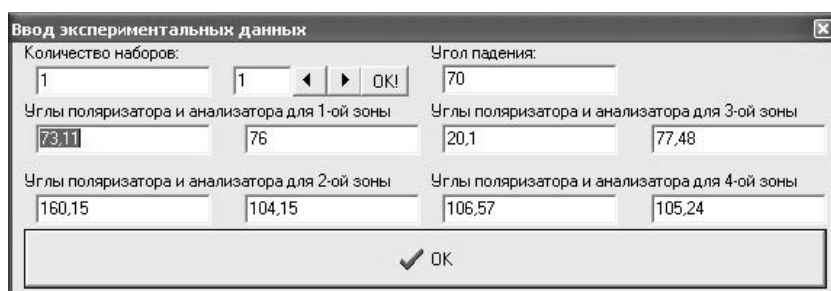 Ввод экспериментальных данных
Количество наборов: Угол падения:
1 1 OK! 70
Углы поляризатора и анализатора для 1-ой зоны Углы поляризатора и анализатора для 3-ой зоны
73,11 76 20,1 77,48
Углы поляризатора и анализатора для 2-ой зоны Углы поляризатора и анализатора для 4-ой зоны
160,15 104,15 106,57 105,24
OK